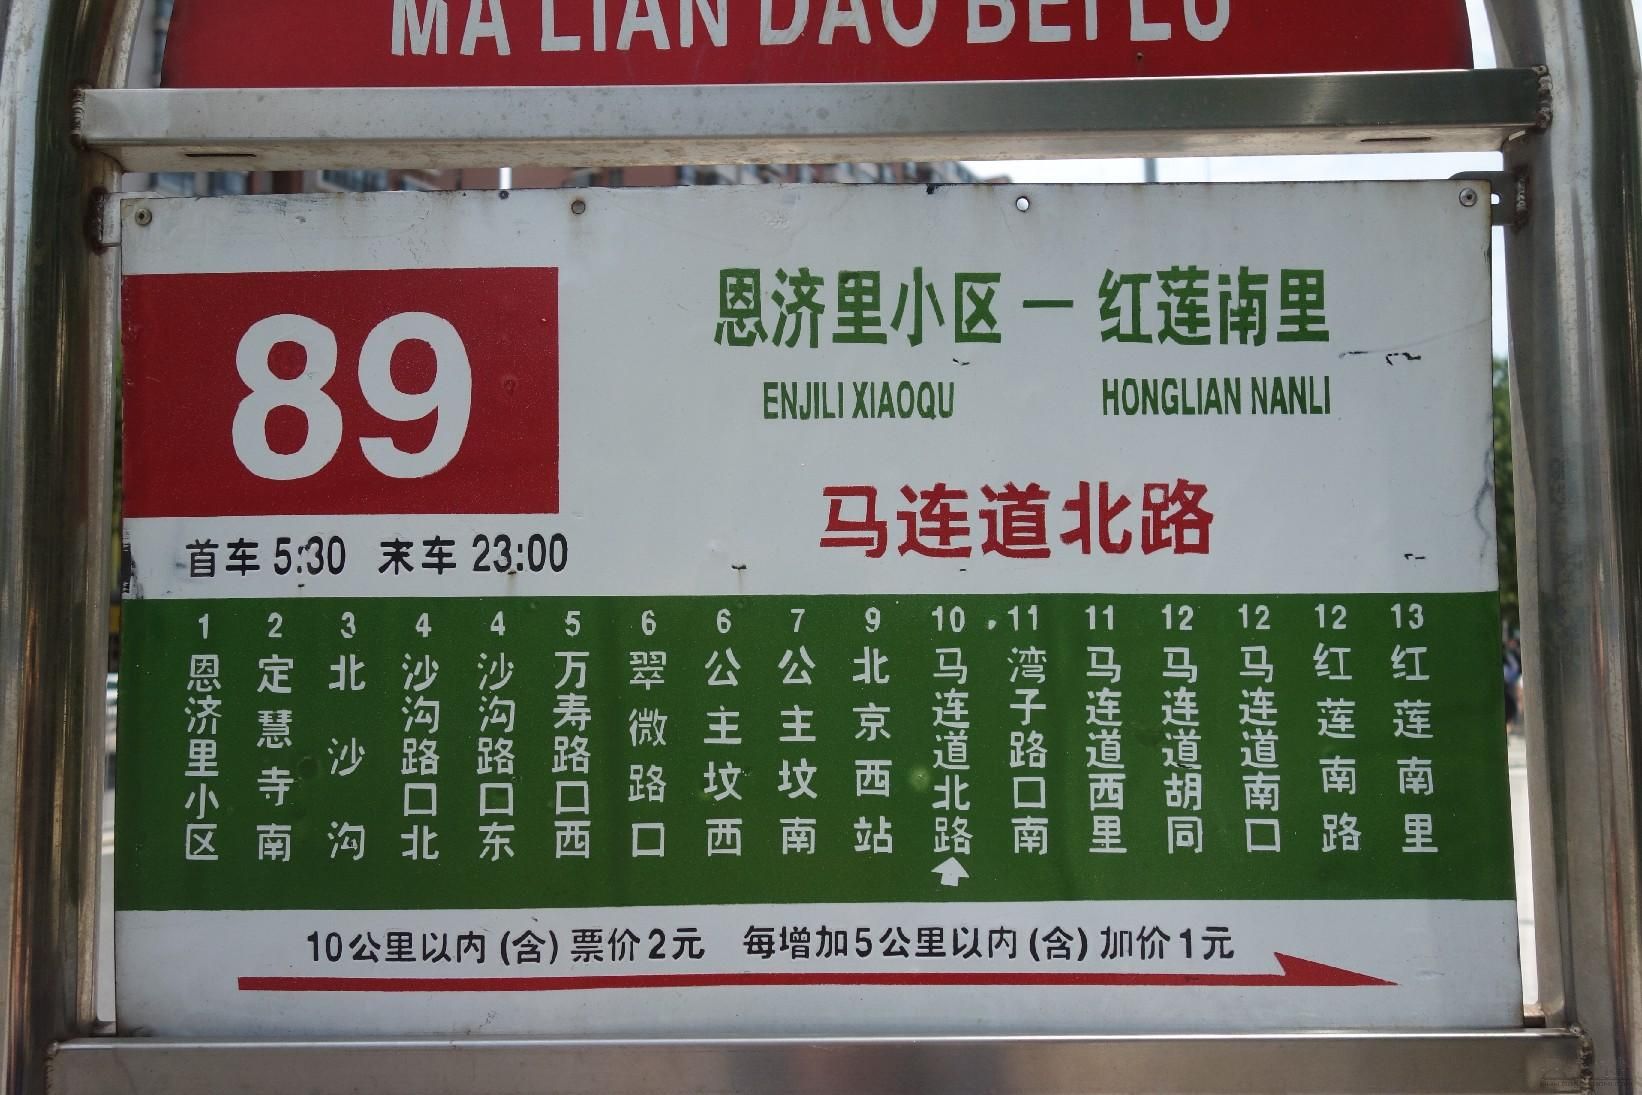 MA LIAN DAO BEI LU
恩济里小区 — 红莲南里
ENJILI XIAOQU HONGLIAN NANLI
89
马连道北路
首车 5:30 末车 23:00
1 恩济里小区
2 定慧寺南
3 北沙沟
4 沙沟路口北
4 沙沟路口东
5 万寿路口西
6 翠微路口
6 公主坟西
7 公主坟南
9 北京西站
10 马连道北路
11 湾子路口南
11 马连道西里
12 马连道胡同
12 马连道南口
12 红莲南路
13 红莲南里
10公里以内(含)票价2元 每增加5公里以内(含)加价1元